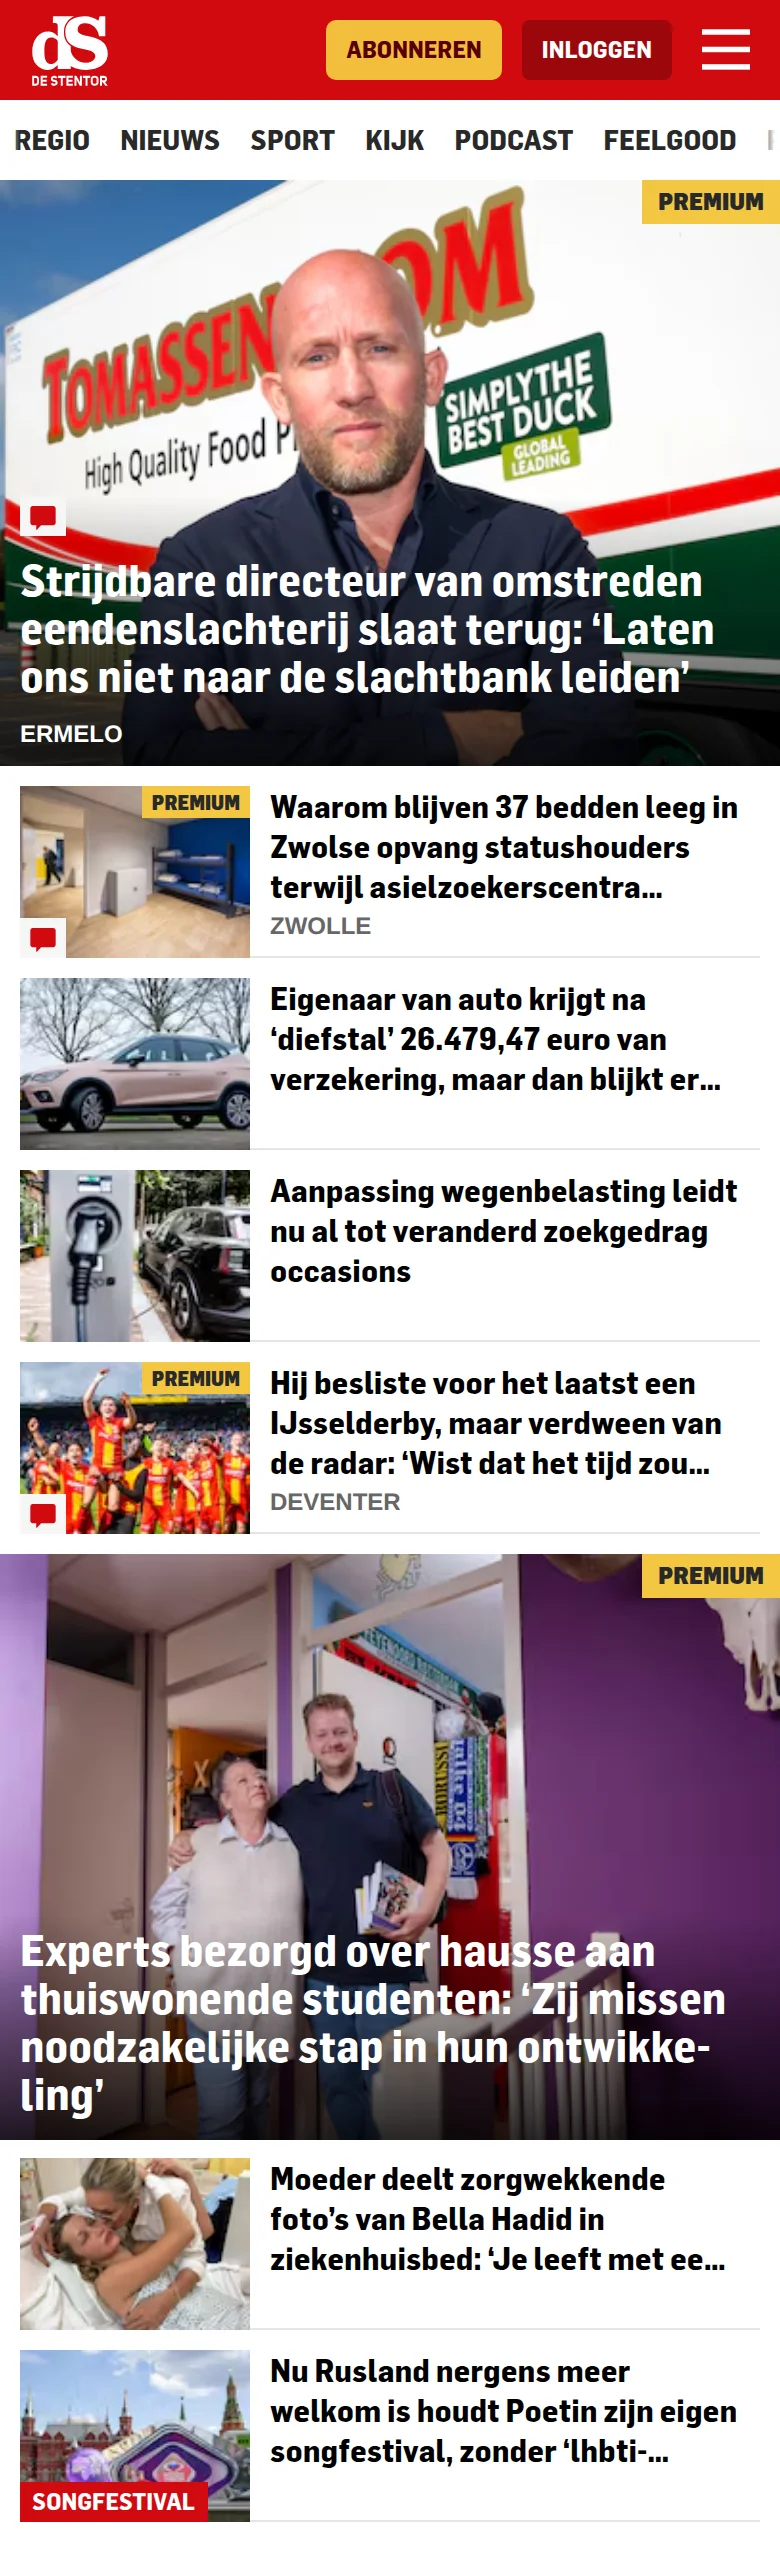 dS
DE STENTOR
ABONNEREN
INLOGGEN
REGIO NIEUWS SPORT KIJK PODCAST FEELGOOD
PREMIUM
TOMASSEN
OM
High Quality Food
SIMPLY THE
BEST DUCK
GLOBAL
LEADING
Strijdbare directeur van omstreden
eendenslachterij slaat terug: ‘Laten
ons niet naar de slachtbank leiden’
ERMELO
PREMIUM
Waarom blijven 37 bedden leeg in
Zwolse opvang statushouders
terwijl asielzoekerscentra...
ZWOLLE
Eigenaar van auto krijgt na
‘diefstal’ 26.479,47 euro van
verzekering, maar dan blijkt er...
Aanpassing wegenbelasting leidt
nu al tot veranderd zoekgedrag
occasions
PREMIUM
Hij besliste voor het laatst een
IJsselderby, maar verdween van
de radar: ‘Wist dat het tijd zou...
DEVENTER
PREMIUM
Experts bezorgd over hausse aan
thuiswonende studenten: ‘Zij missen
noodzakelijke stap in hun ontwikke-
ling’
Moeder deelt zorgwekkende
foto’s van Bella Hadid in
ziekenhuisbed: ‘Je leeft met ee...
Nu Rusland nergens meer
welkom is houdt Poetin zijn eigen
songfestival, zonder ‘lhbti-...
SONGFESTIVAL